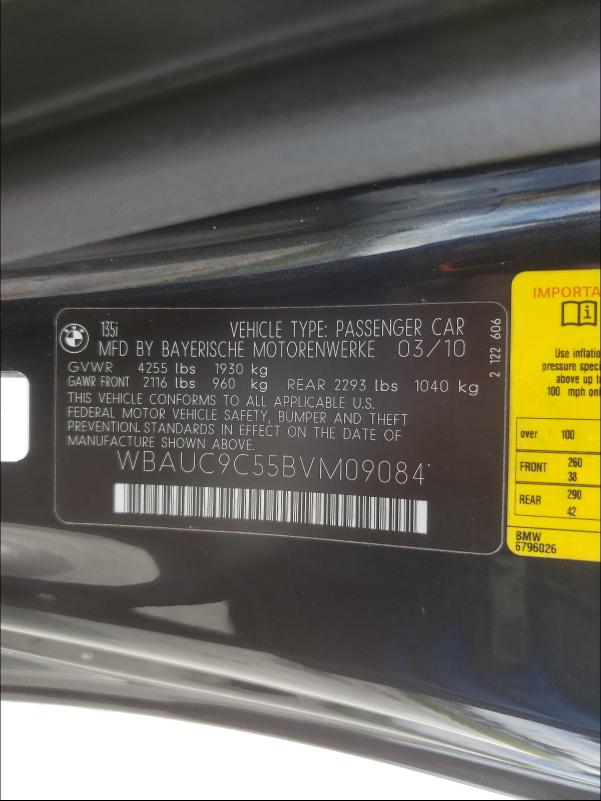 135i VEHICLE TYPE: PASSENGER CAR
MFD BY BAYERISCHE MOTORENWERKE 03/10
GVWR 4255 lbs 1930 kg
GAWR FRONT 2116 lbs 960 kg REAR 2293 lbs 1040 kg
THIS VEHICLE CONFORMS TO ALL APPLICABLE U.S.
FEDERAL MOTOR VEHICLE SAFETY, BUMPER AND THEFT
PREVENTION STANDARDS IN EFFECT ON THE DATE OF
MANUFACTURE SHOWN ABOVE.
WBAUC9C55BVM09084
2 122 606
IMPORTA
i
Use inflation
pressure speci
above up to
100 mph onl
over 100
FRONT 260
38
REAR 290
42
BMW
6796026